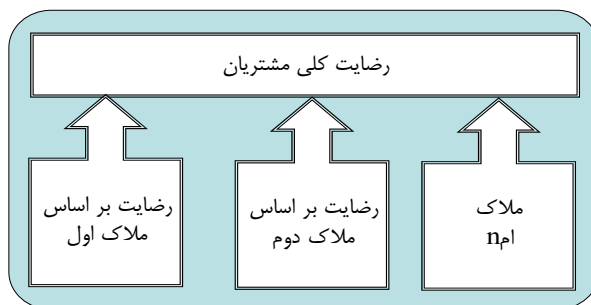 رضایت کلی مشتریان
ملاک
nام
رضایت بر اساس
ملاک دوم
رضایت بر اساس
ملاک اول